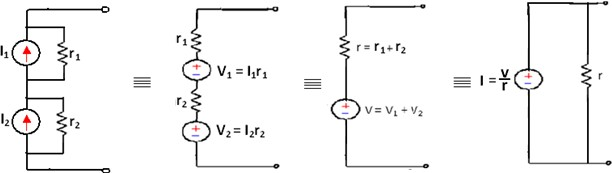 I₁ r₁
I₂ r₂
r₁
V₁ = I₁r₁
r₂
V₂ = I₂r₂
r = r₁ + r₂
V = V₁ + V₂
I = v/r
r